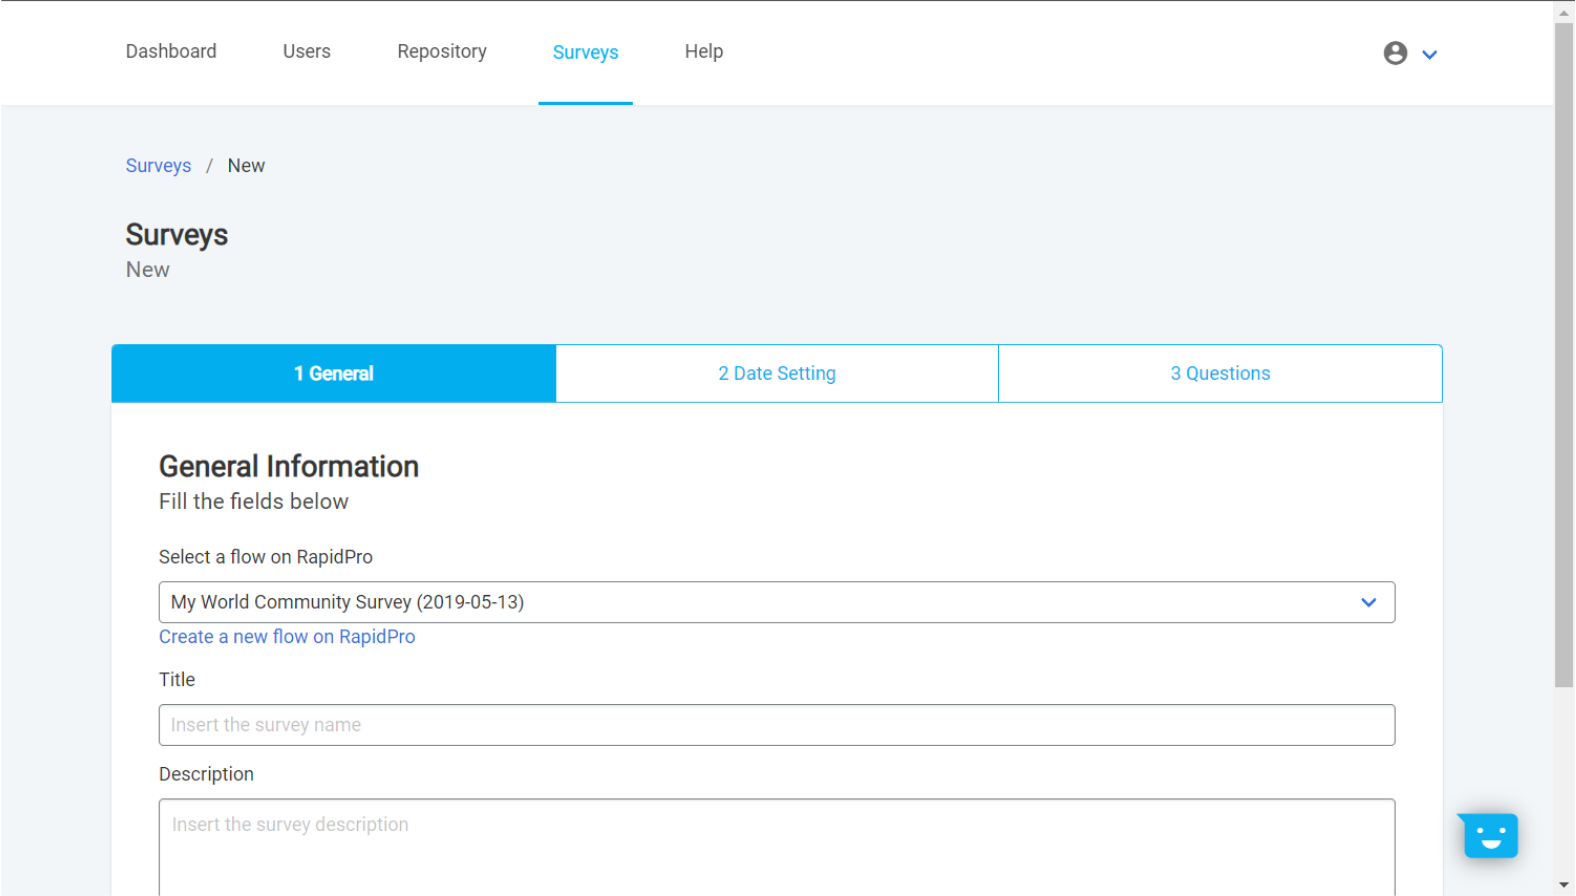 Dashboard Users Repository Surveys Help
Surveys / New
Surveys
New
1 General 2 Date Setting 3 Questions
General Information
Fill the fields below
Select a flow on RapidPro
My World Community Survey (2019-05-13)
Create a new flow on RapidPro
Title
Insert the survey name
Description
Insert the survey description